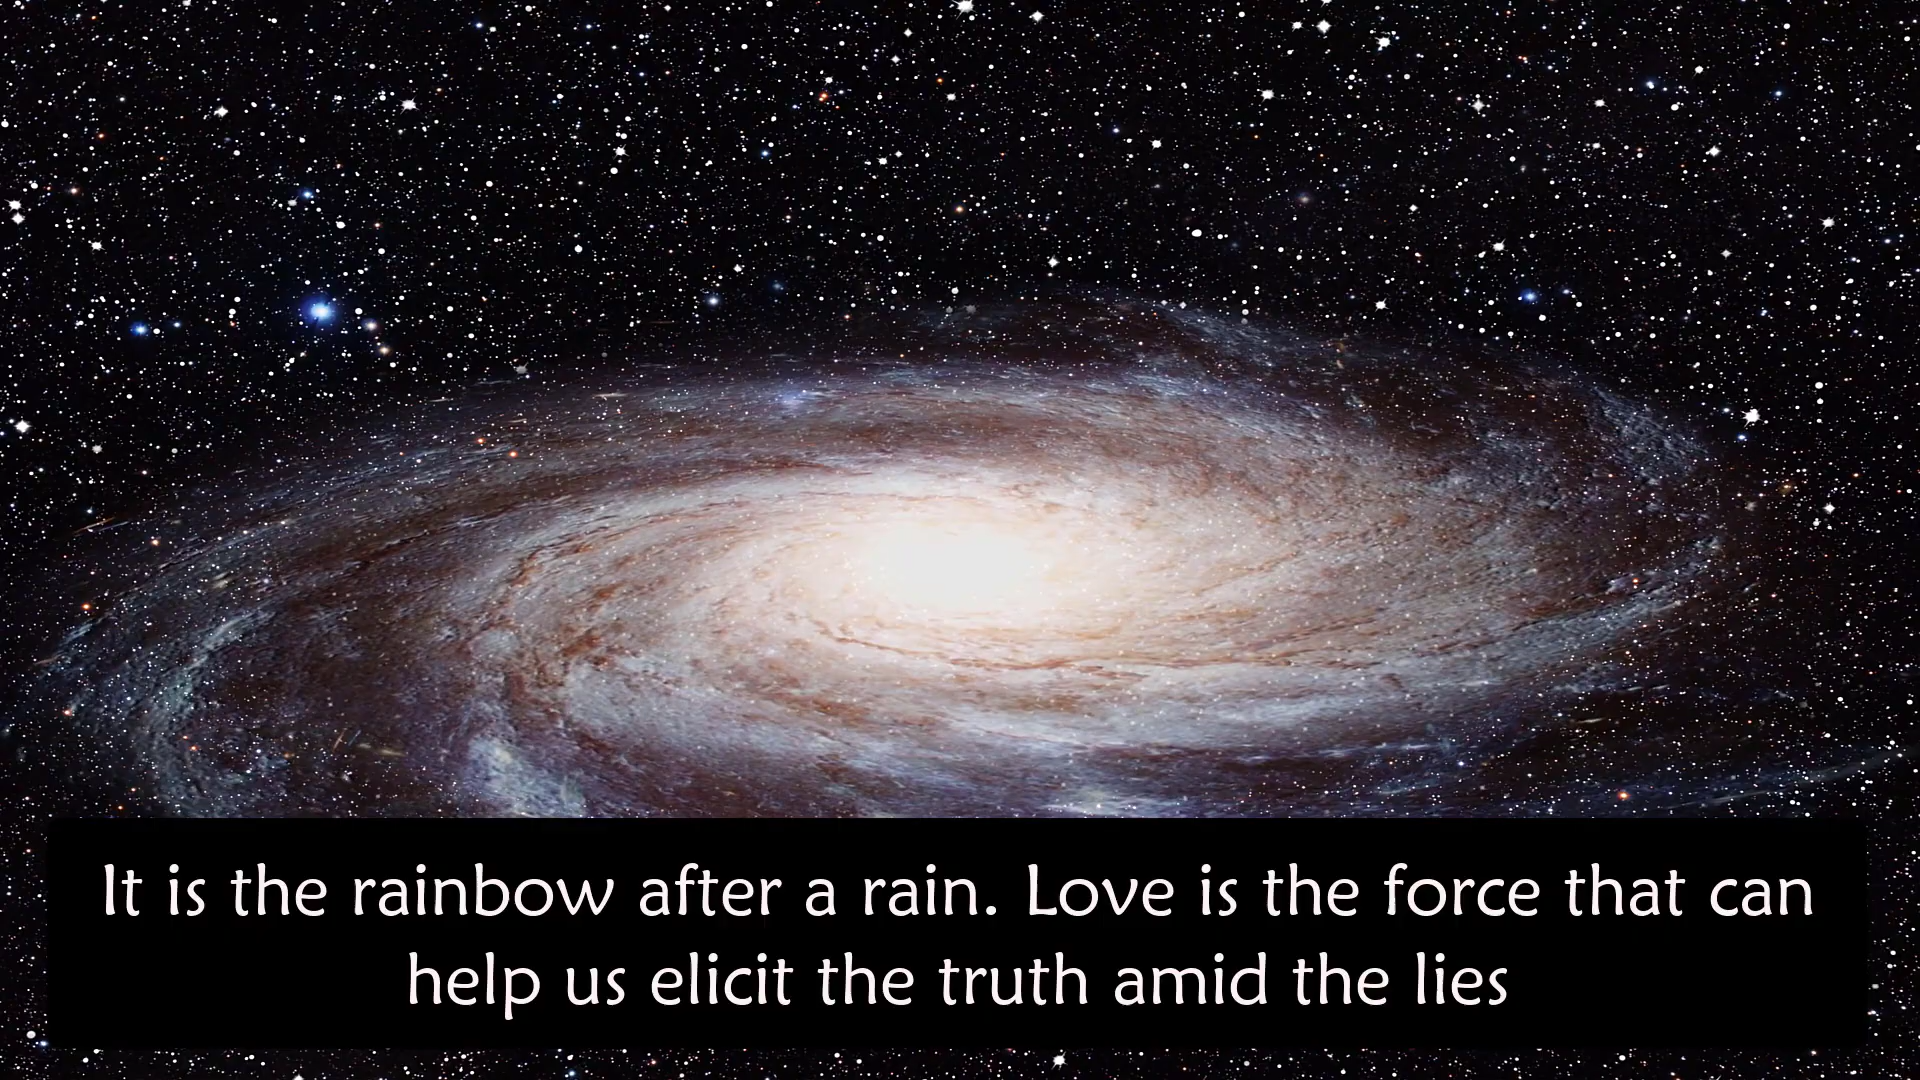 It is the rainbow after a rain. Love is the force that can
help us elicit the truth amid the lies